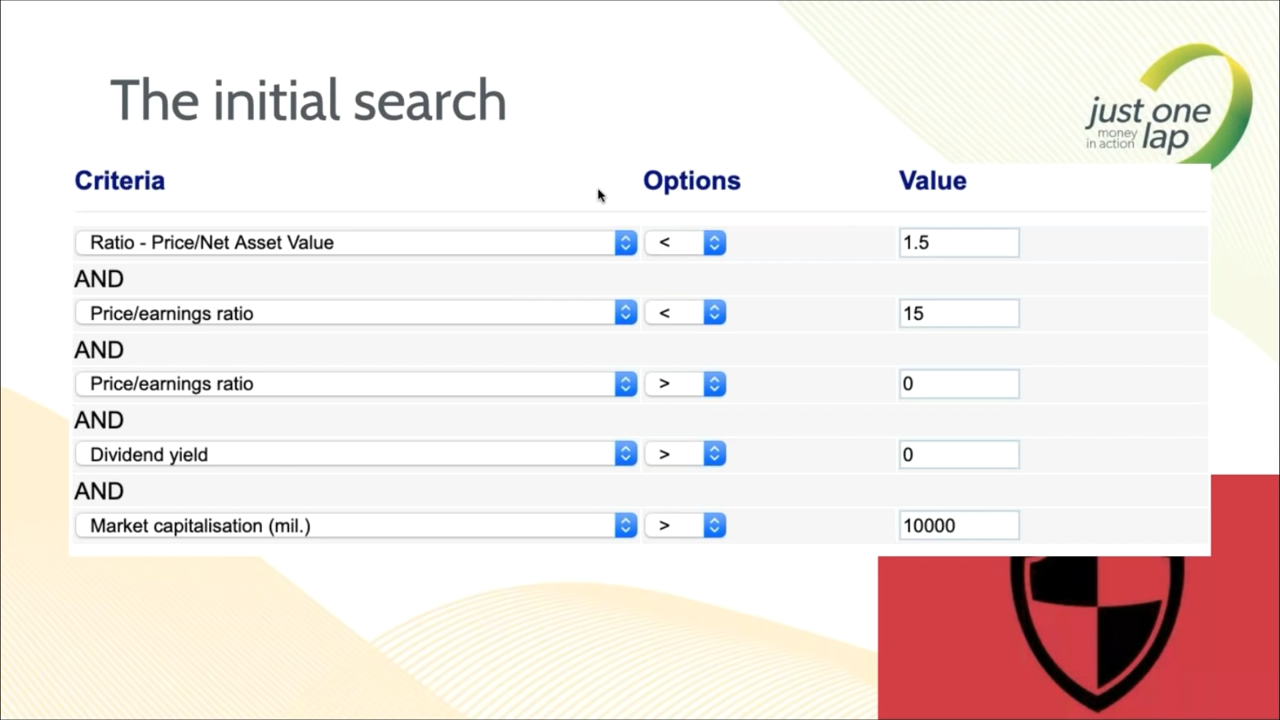 The initial search
just one
money
in action lap
Criteria Options Value
Ratio - Price/Net Asset Value < 1.5
AND
Price/earnings ratio < 15
AND
Price/earnings ratio > 0
AND
Dividend yield > 0
AND
Market capitalisation (mil.) > 10000